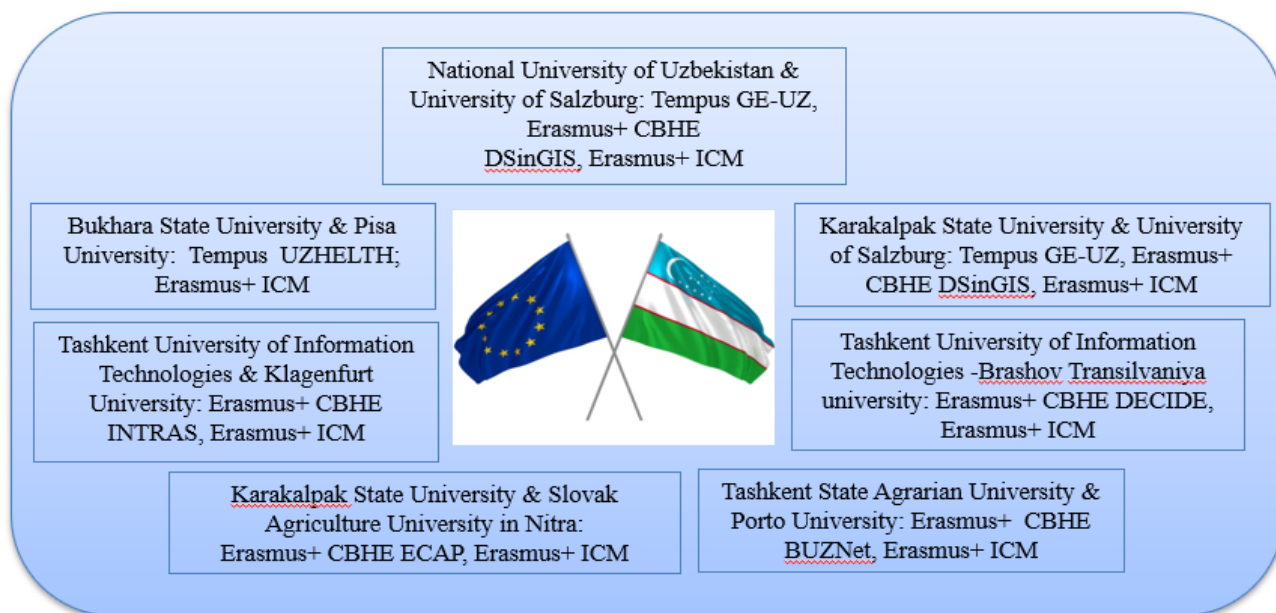 National University of Uzbekistan &
University of Salzburg: Tempus GE-UZ,
Erasmus+ CBHE
DSinGIS, Erasmus+ ICM
Bukhara State University & Pisa
University: Tempus UZHELTH;
Erasmus+ ICM
Karakalpak State University & University
of Salzburg: Tempus GE-UZ, Erasmus+
CBHE DSinGIS, Erasmus+ ICM
Tashkent University of Information
Technologies & Klagenfurt
University: Erasmus+ CBHE
INTRAS, Erasmus+ ICM
Tashkent University of Information
Technologies -Brashov Transilvaniya
university: Erasmus+ CBHE DECIDE,
Erasmus+ ICM
Karakalpak State University & Slovak
Agriculture University in Nitra:
Erasmus+ CBHE ECAP, Erasmus+ ICM
Tashkent State Agrarian University &
Porto University: Erasmus+ CBHE
BUZNet, Erasmus+ ICM